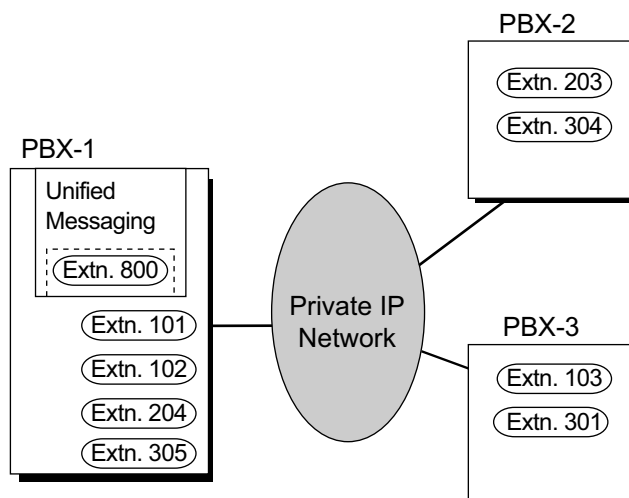 PBX-1
Unified
Messaging
Extn. 800
Extn. 101
Extn. 102
Extn. 204
Extn. 305
Private IP
Network
PBX-2
Extn. 203
Extn. 304
PBX-3
Extn. 103
Extn. 301